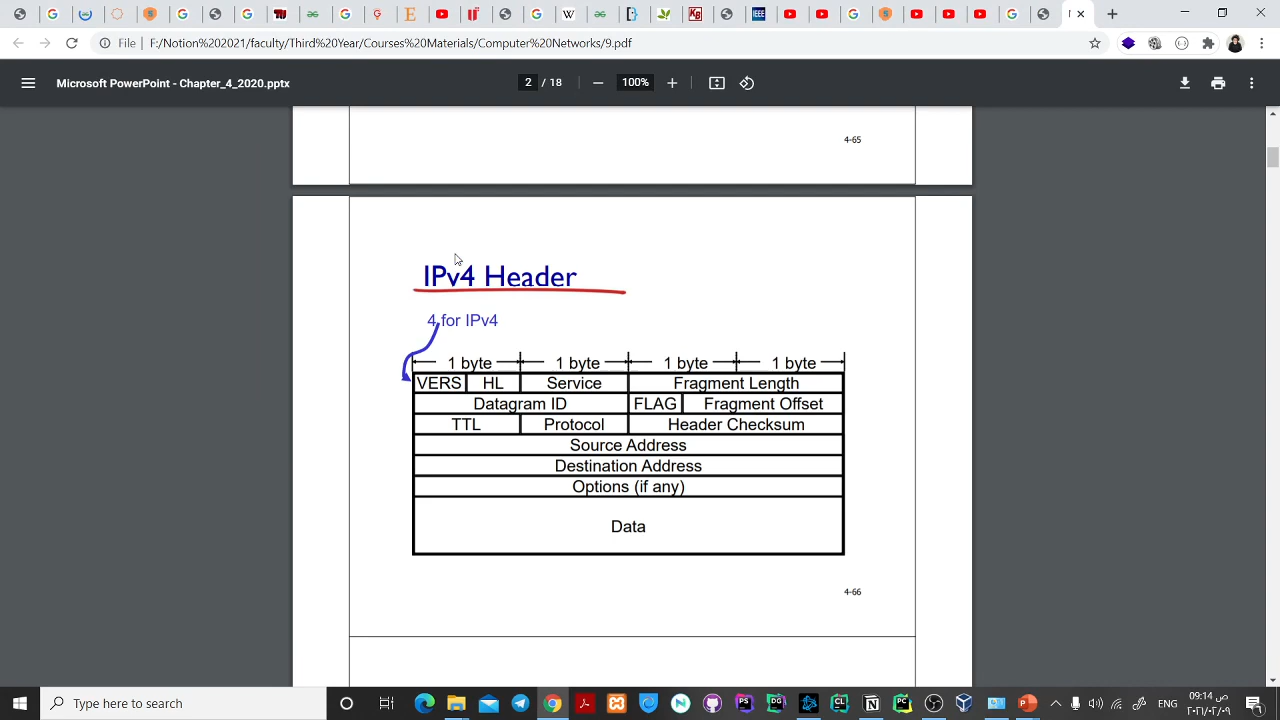 File
F:/Notion%202021/faculty/Third%20Year/Courses%20Materials/Computer%20Networks/9.pdf
Microsoft PowerPoint - Chapter_4_2020.pptx
2 / 18
100%
4-65
IPv4 Header
4 for IPv4
1 byte 1 byte 1 byte 1 byte
VERS HL Service Fragment Length
Datagram ID FLAG Fragment Offset
TTL Protocol Header Checksum
Source Address
Destination Address
Options (if any)
Data
4-66
Type here to search
09:14 ص